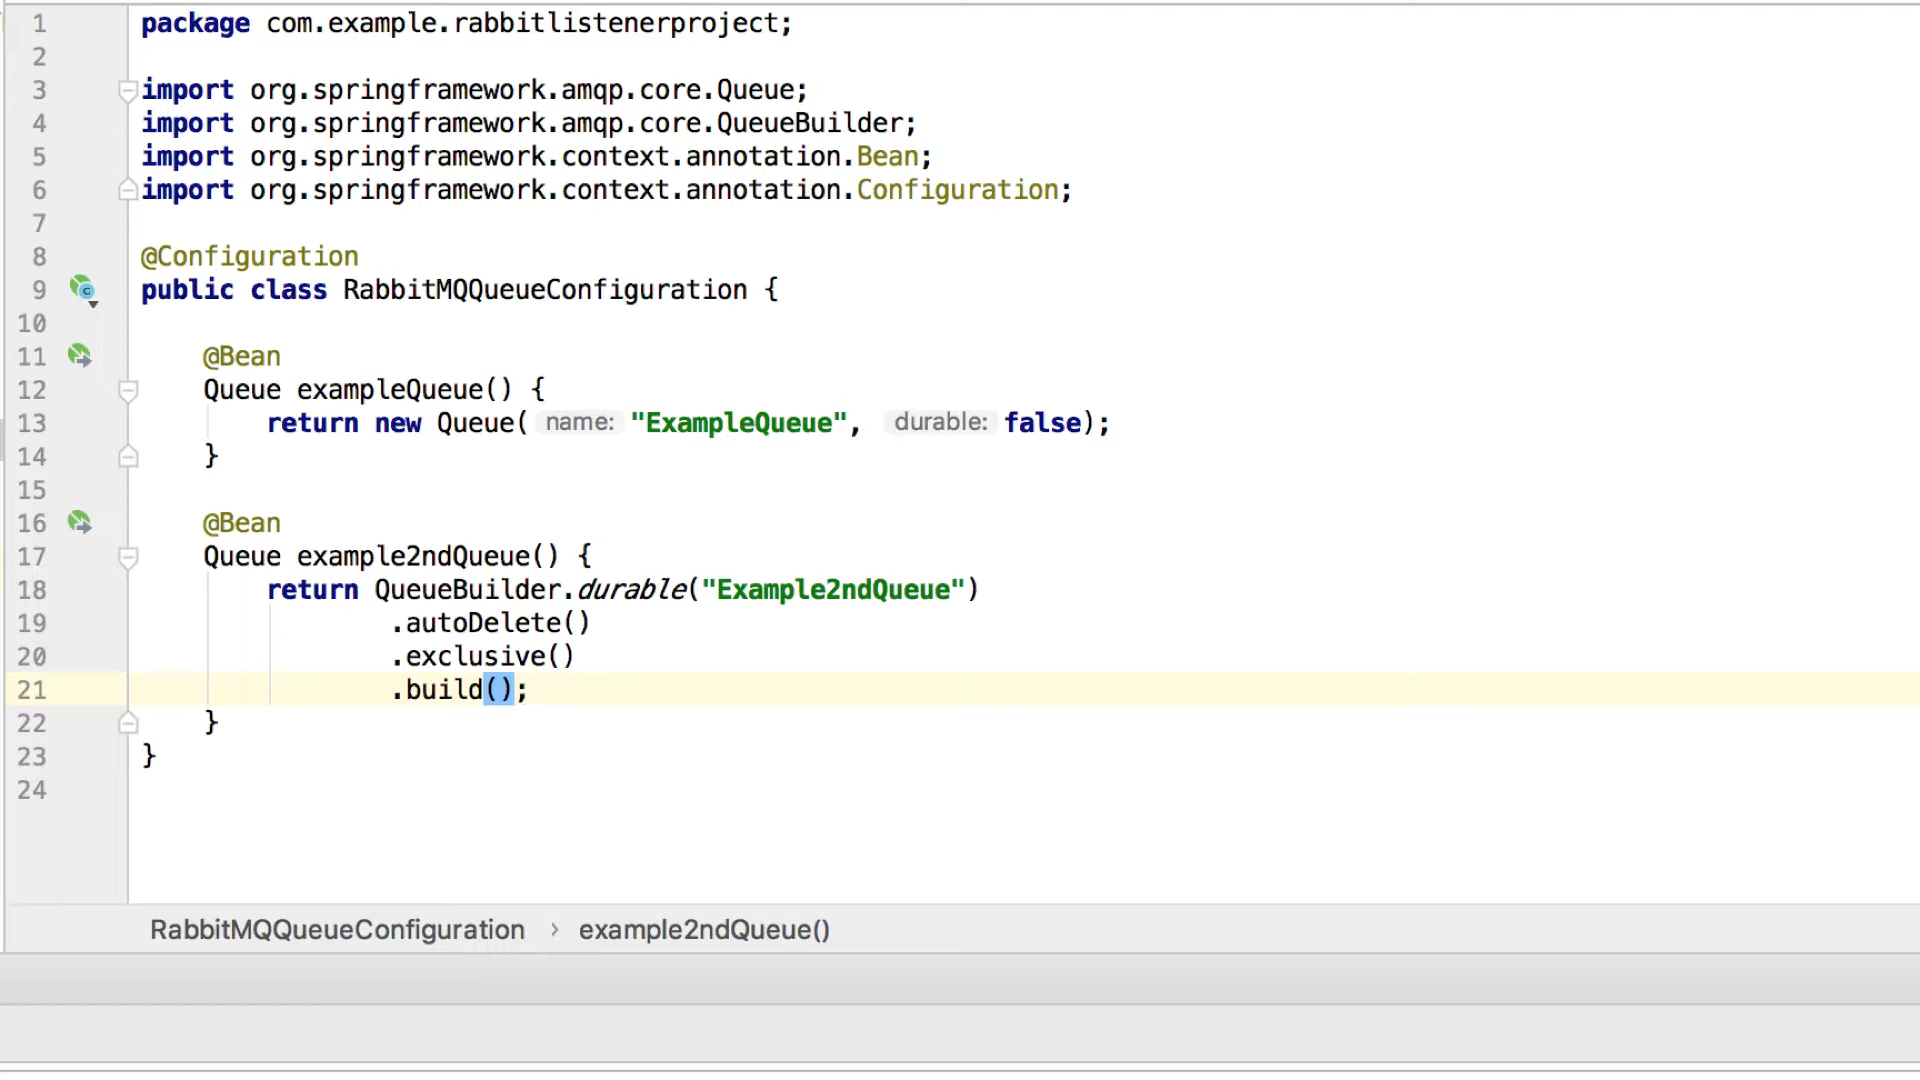 1 package com.example.rabbitlistenerproject;
2
3 import org.springframework.amqp.core.Queue;
4 import org.springframework.amqp.core.QueueBuilder;
5 import org.springframework.context.annotation.Bean;
6 import org.springframework.context.annotation.Configuration;
7
8 @Configuration
9 public class RabbitMQQueueConfiguration {
10
11     @Bean
12     Queue exampleQueue() {
13         return new Queue( name: "ExampleQueue", durable: false);
14     }
15
16     @Bean
17     Queue example2ndQueue() {
18         return QueueBuilder.durable("Example2ndQueue")
19                 .autoDelete()
20                 .exclusive()
21                 .build();
22     }
23 }
24
RabbitMQQueueConfiguration › example2ndQueue()